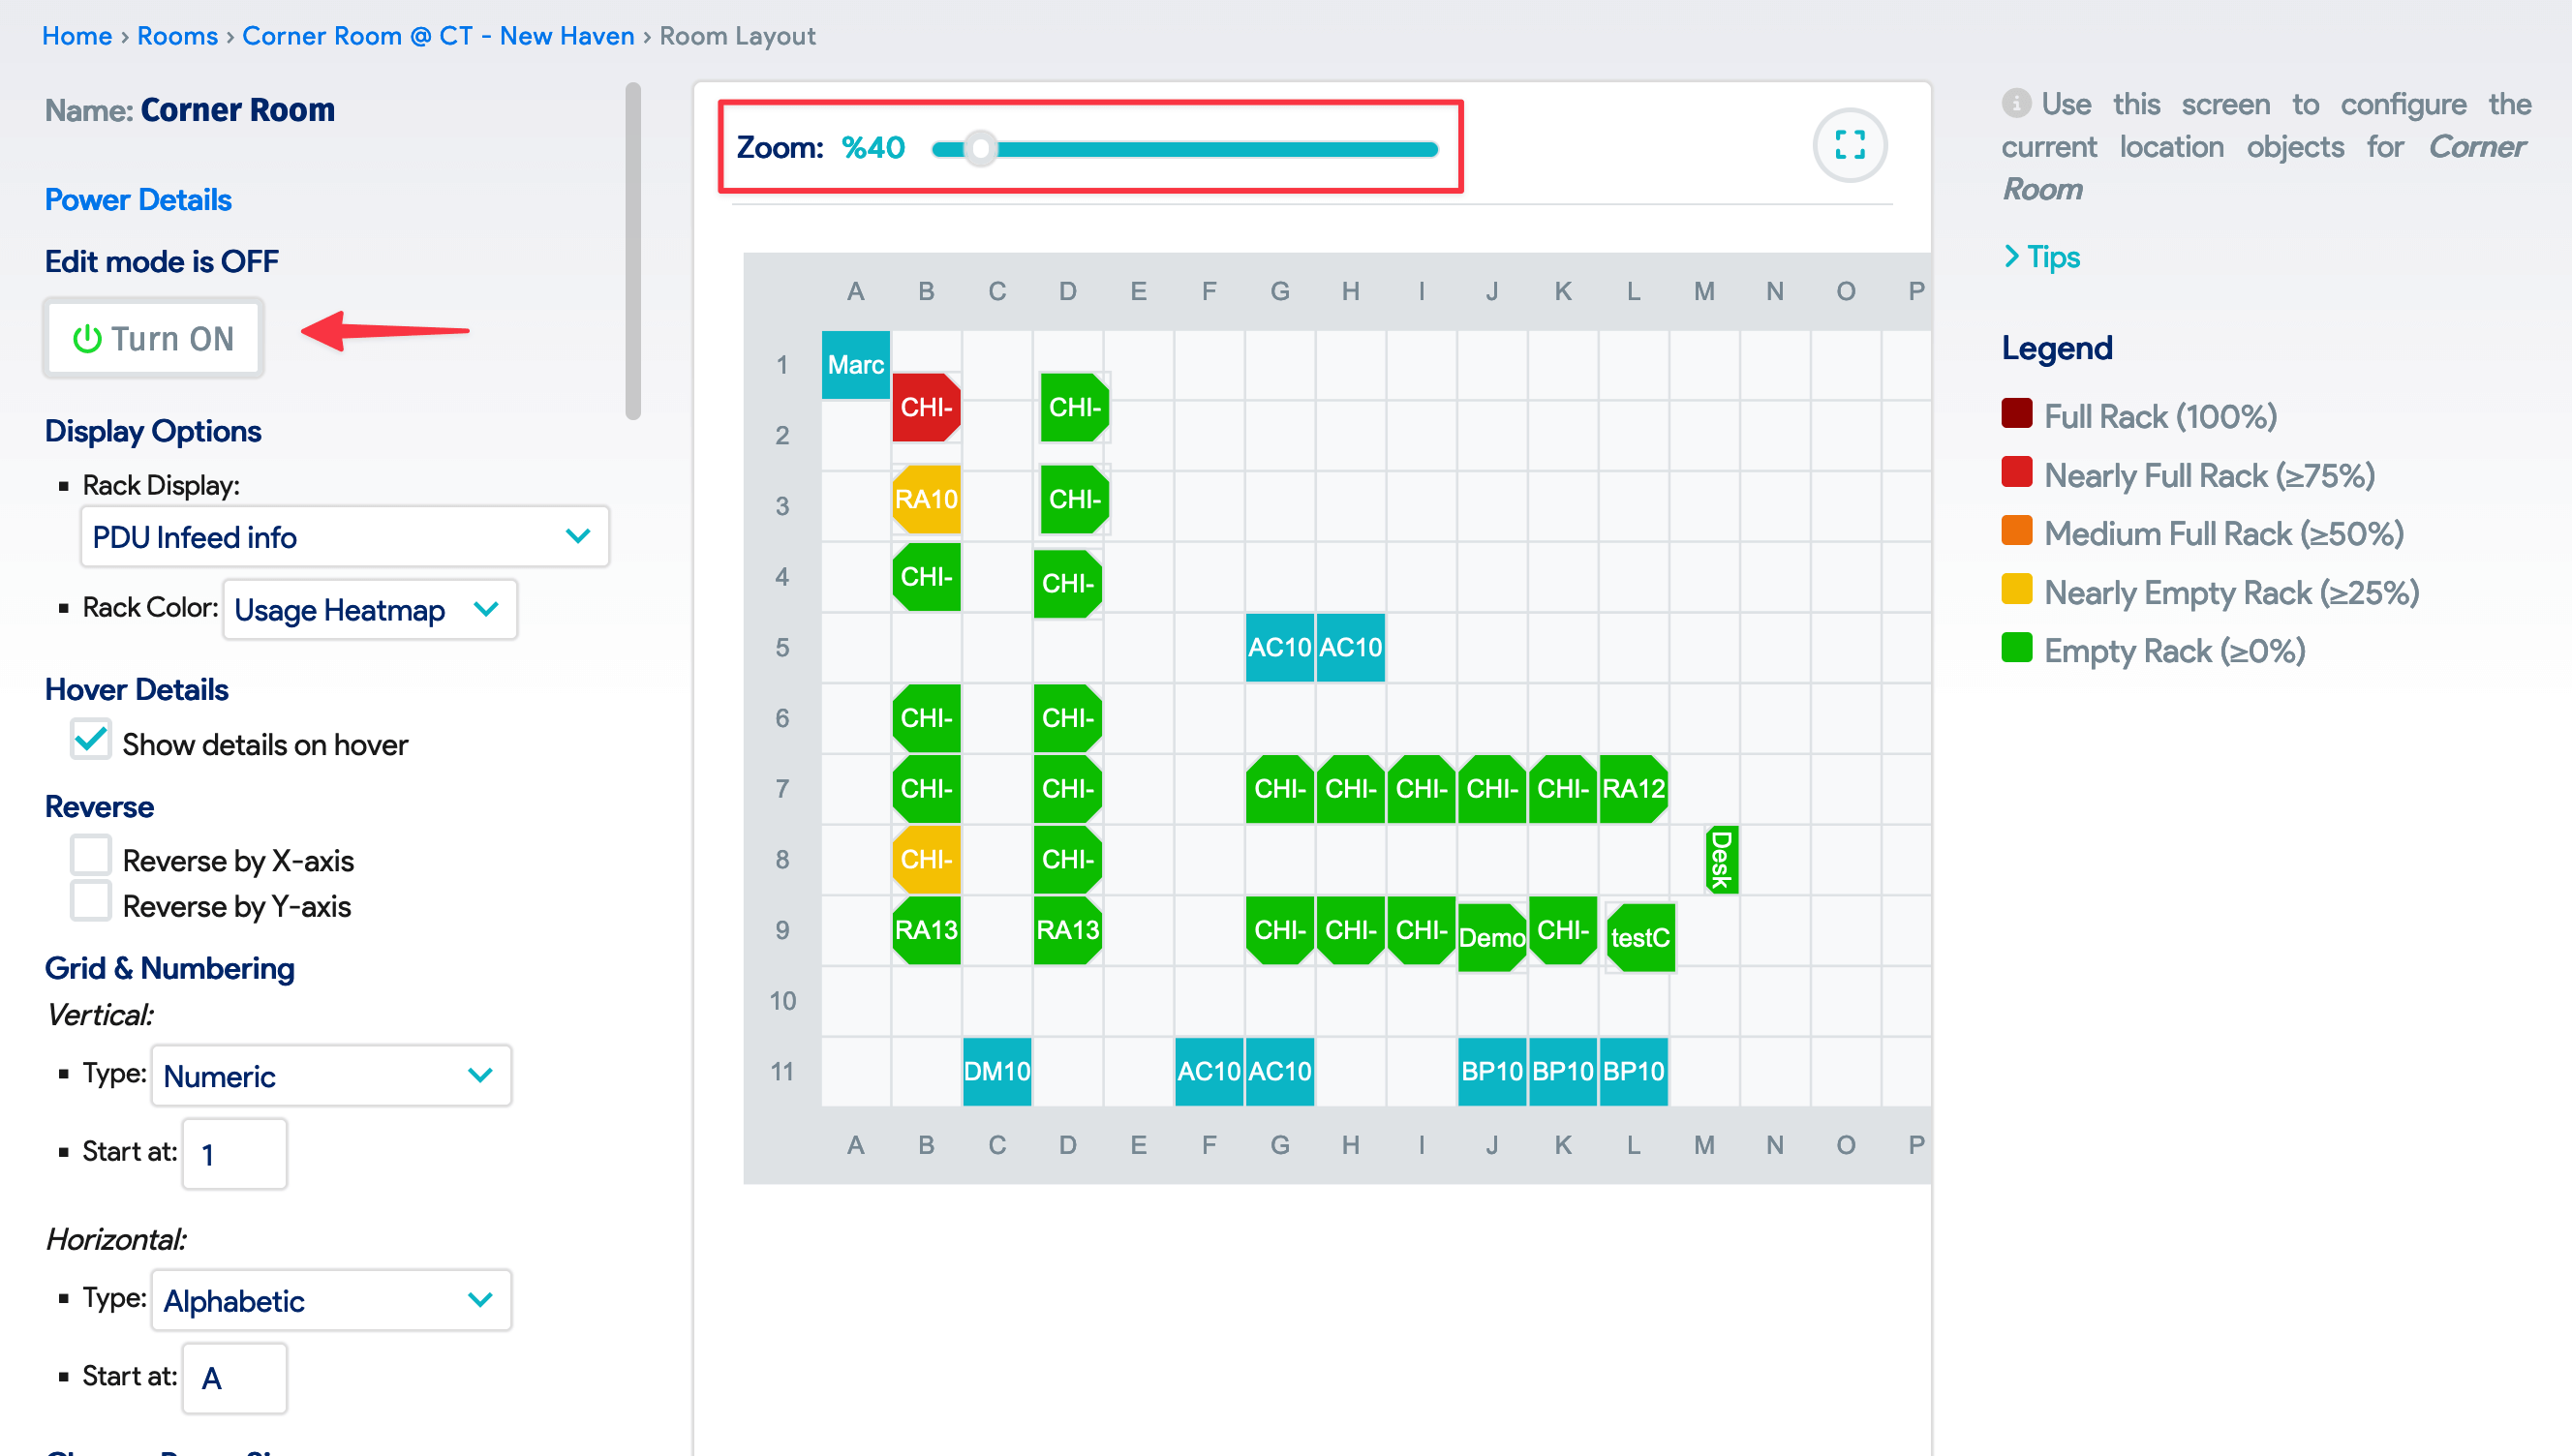 Home › Rooms › Corner Room @ CT - New Haven › Room Layout
Name: Corner Room
Power Details
Edit mode is OFF
Turn ON
Display Options
Rack Display:
PDU Infeed info
Rack Color: Usage Heatmap
Hover Details
Show details on hover
Reverse
Reverse by X-axis
Reverse by Y-axis
Grid & Numbering
Vertical:
Type: Numeric
Start at: 1
Horizontal:
Type: Alphabetic
Start at: A
Zoom: %40
A B C D E F G H I J K L M N O P
1 Marc
CHI- CHI-
2
3 RA10 CHI-
4 CHI- CHI-
5 AC10 AC10
6 CHI- CHI-
7 CHI- CHI- CHI- CHI- CHI- CHI- CHI- RA12
8 CHI- CHI- Desk
9 RA13 RA13 CHI- CHI- CHI- Demo CHI- testC
10
11 DM10 AC10 AC10 BP10 BP10 BP10
A B C D E F G H I J K L M N O P
Use this screen to configure the
current location objects for Corner
Room
Tips
Legend
Full Rack (100%)
Nearly Full Rack (≥75%)
Medium Full Rack (≥50%)
Nearly Empty Rack (≥25%)
Empty Rack (≥0%)